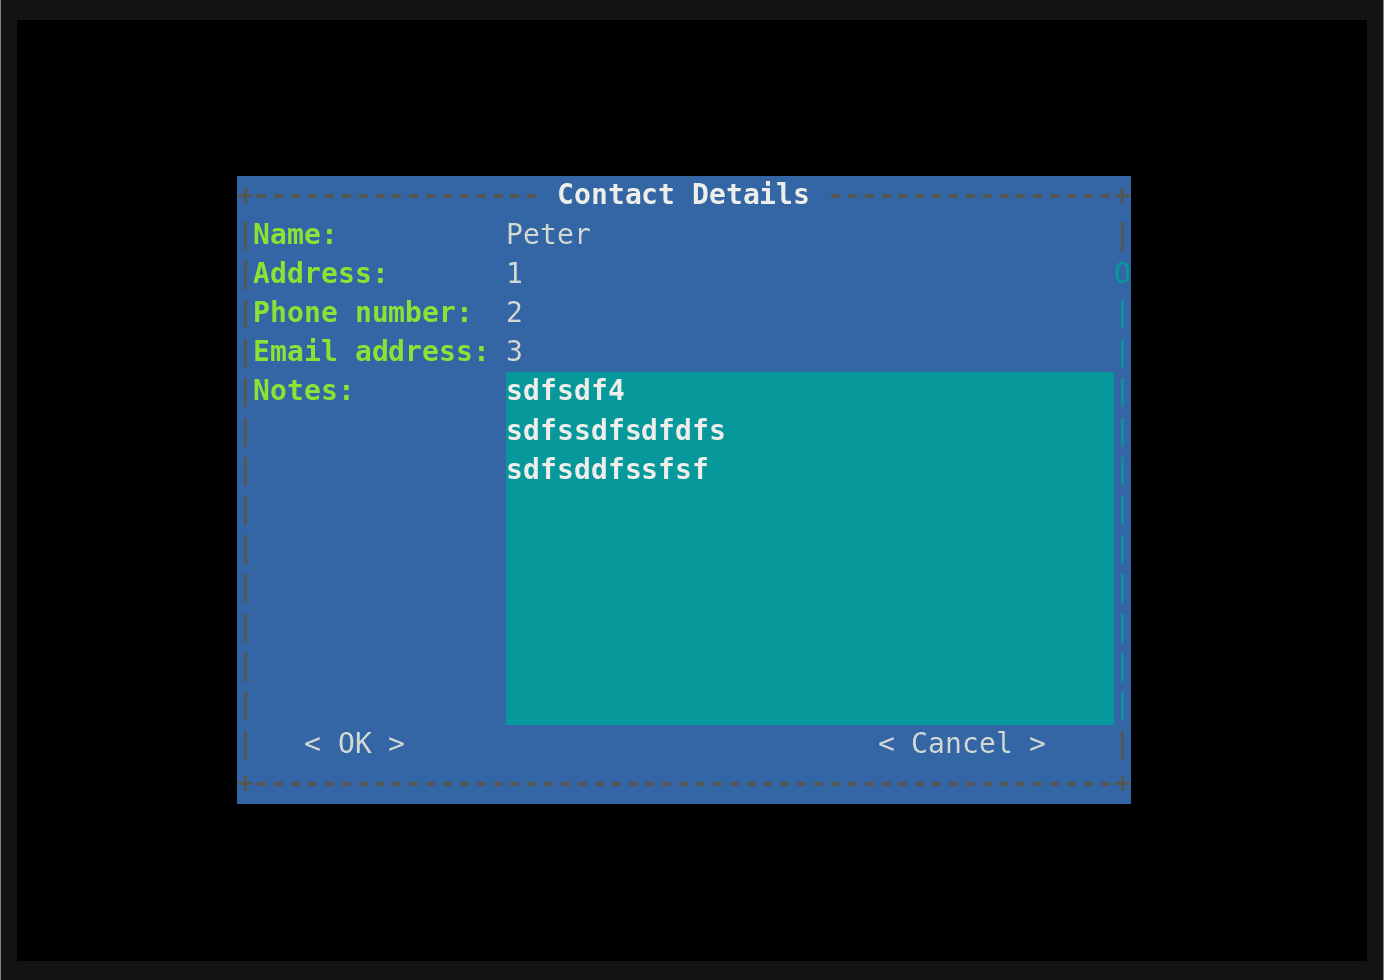 Contact Details
Name: Peter
Address: 1
Phone number: 2
Email address: 3
Notes: sdfsdf4
sdfssdfsdfdfs
sdfsddfssfsf
< OK > < Cancel >